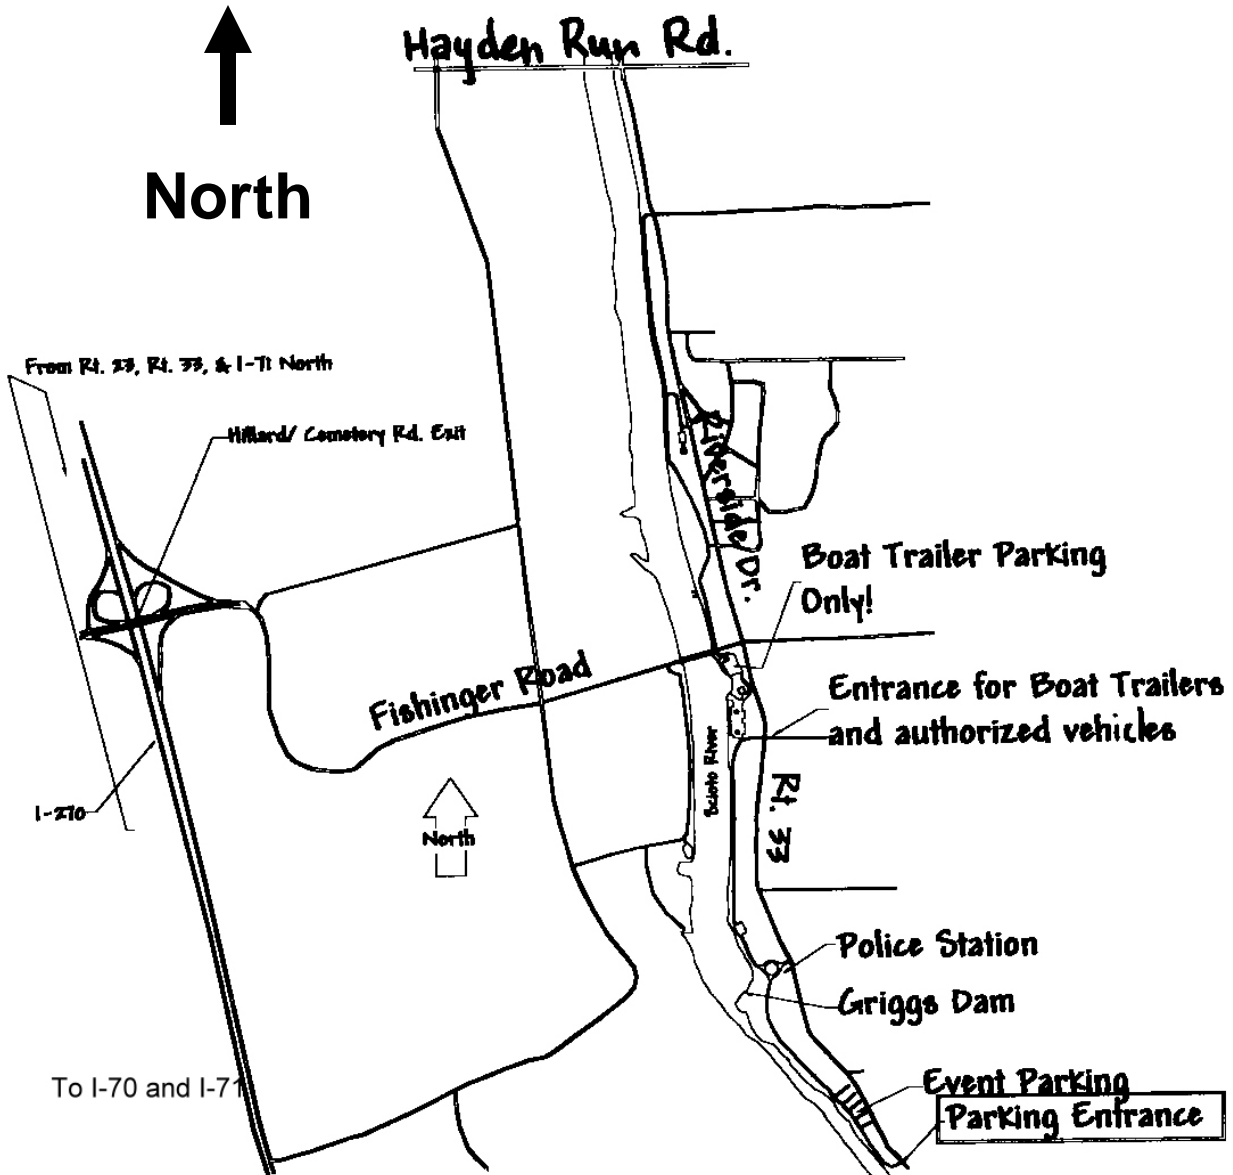 Hayden Run Rd.
North
From Rt. 23, Rt. 33, & I-71 North
Hilliard/ Cemetery Rd. Exit
Riverside Dr.
Boat Trailer Parking
Only!
Fishinger Road
Entrance for Boat Trailers
and authorized vehicles
Scioto River
Rt. 33
I-270
North
Police Station
Griggs Dam
To I-70 and I-71
Event Parking
Parking Entrance